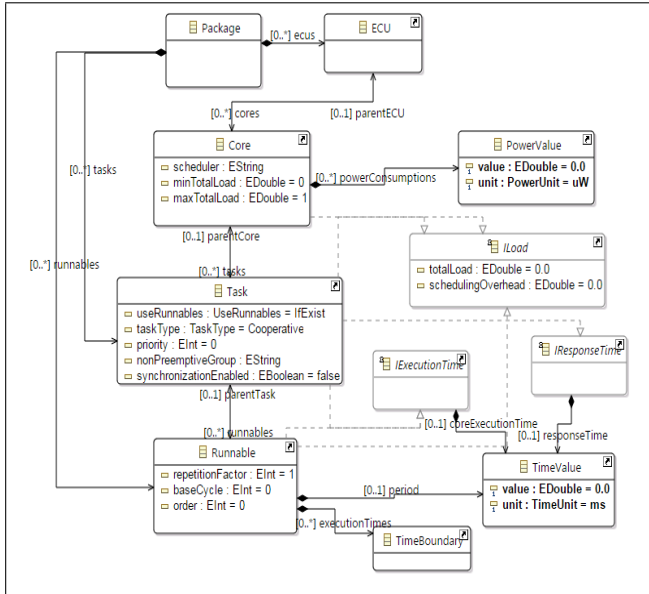 Package
ECU
[0..*] ecus
[0..*] cores
[0..1] parentECU
Core
scheduler : EString
minTotalLoad : EDouble = 0
maxTotalLoad : EDouble = 1
PowerValue
value : EDouble = 0.0
unit : PowerUnit = uW
[0..*] tasks
[0..*] powerConsumptions
[0..1] parentCore
ILoad
totalLoad : EDouble = 0.0
schedulingOverhead : EDouble = 0.0
[0..*] runnables
[0..*] tasks
Task
useRunnables : UseRunnables = IfExist
taskType : TaskType = Cooperative
priority : EInt = 0
nonPreemptiveGroup : EString
synchronizationEnabled : EBoolean = false
IExecutionTime
IResponseTime
[0..1] parentTask
[0..1] coreExecutionTime
[0..1] responseTime
[0..*] runnables
Runnable
repetitionFactor : EInt = 1
baseCycle : EInt = 0
order : EInt = 0
[0..1] period
TimeValue
value : EDouble = 0.0
unit : TimeUnit = ms
[0..*] executionTimes
TimeBoundary